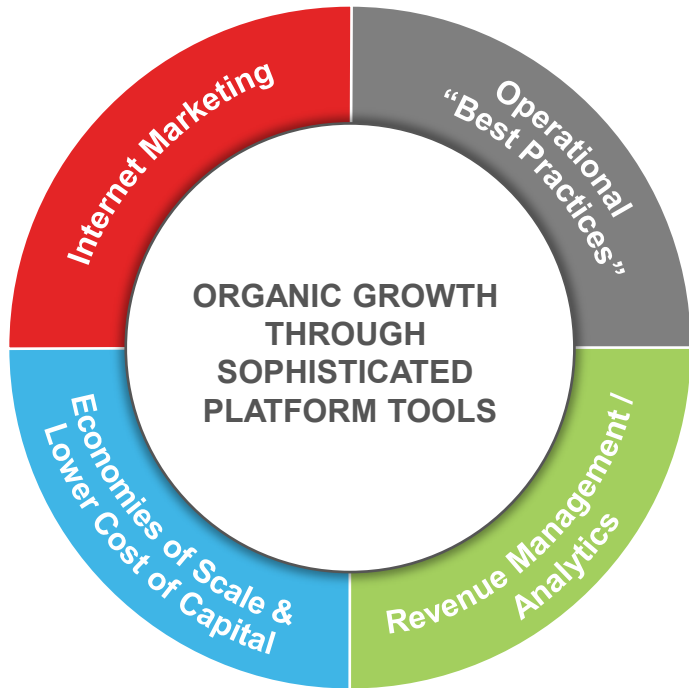 Internet Marketing
Operational
“Best Practices”
ORGANIC GROWTH
THROUGH
SOPHISTICATED
PLATFORM TOOLS
Economies of Scale &
Lower Cost of Capital
Revenue Management /
Analytics